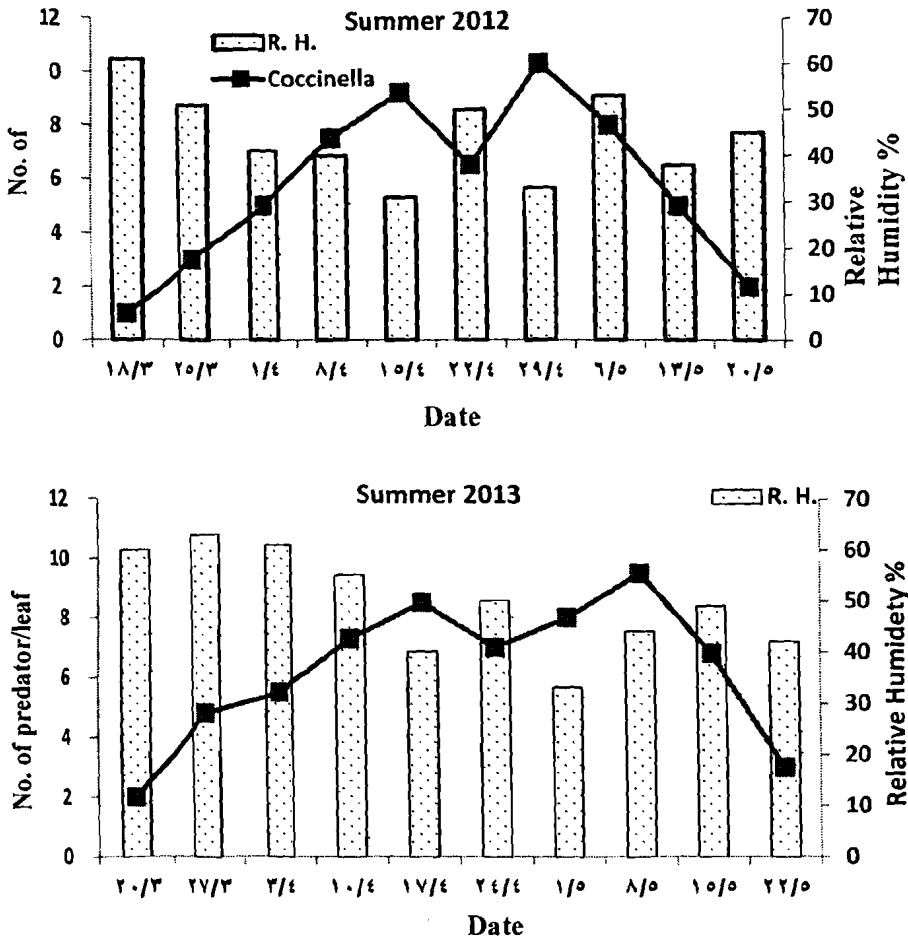 Summer 2012
R. H.
Coccinella
No. of
12
0
8
6
4
2
0
70
60
50
40
30
20
10
0
Relative
Humidity %
١٨/٣ ٢٥/٣ ١/٤ ٨/٤ ١٥/٤ ٢٢/٤ ٢٩/٤ ٦/٥ ١٣/٥ ٢٠/٥
Date
Summer 2013
R. H.
No. of predator/leaf
12
10
8
6
4
2
0
70
60
50
40
30
20
10
0
Relative Humidety %
٢٠/٣ ٢٧/٣ ٣/٤ ١٠/٤ ١٧/٤ ٢٤/٤ ١/٥ ٨/٥ ١٥/٥ ٢٢/٥
Date